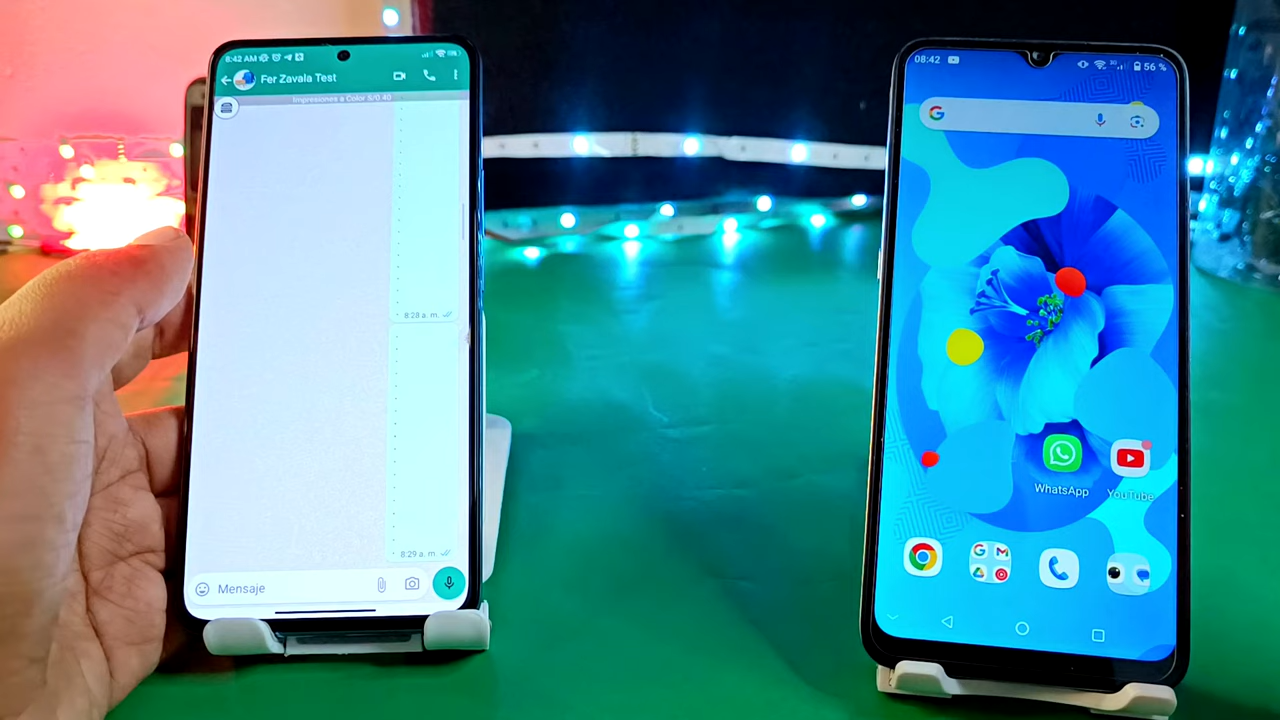 8:42 AM
Fer Zavala Test
Impresiones a Color S/0.40
8:28 a. m.
8:29 a. m.
Mensaje
08:42
3G
56 %
WhatsApp
YouTube